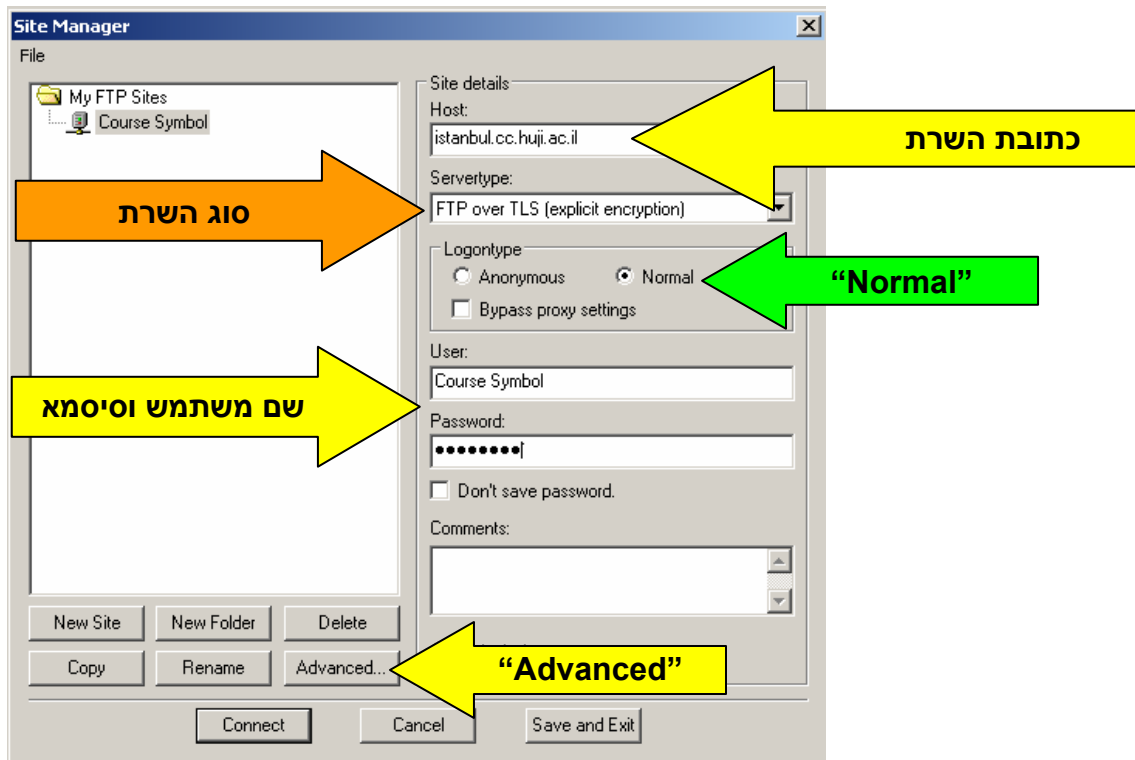 Site Manager
File
My FTP Sites
Course Symbol
Site details
Host:
istanbul.cc.huji.ac.il
כתובת השרת
Servertype:
FTP over TLS (explicit encryption)
סוג השרת
Logontype
Anonymous
Normal
“Normal”
Bypass proxy settings
User:
Course Symbol
שם משתמש וסיסמא
Password:
••••••••
Don't save password.
Comments:
New Site
New Folder
Delete
Copy
Rename
Advanced...
“Advanced”
Connect
Cancel
Save and Exit